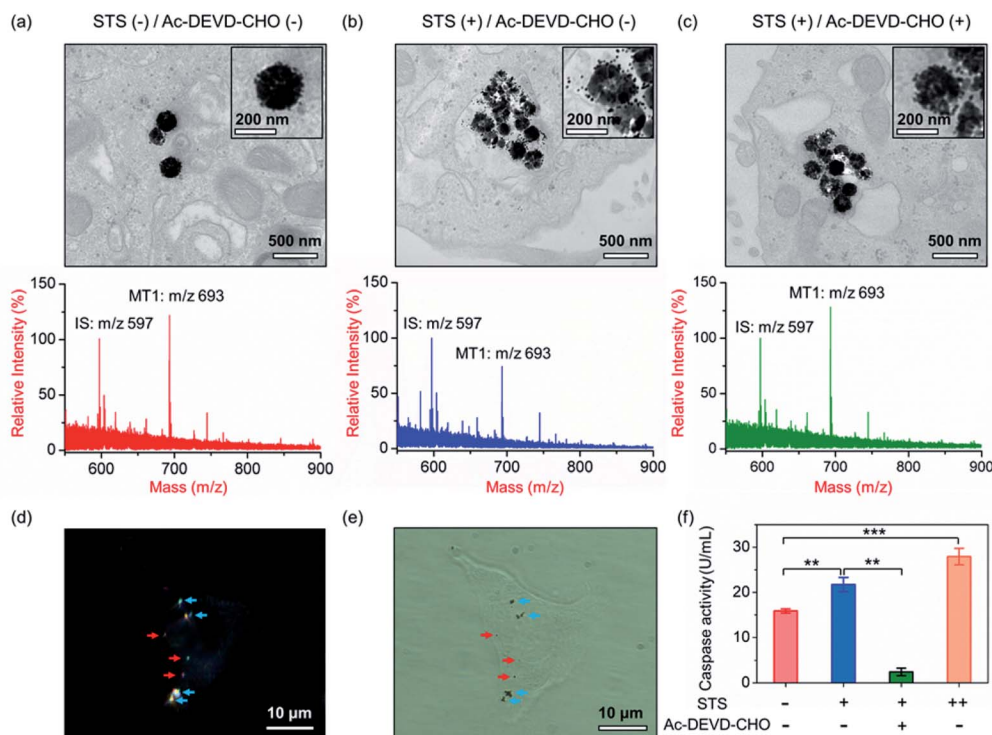 (a) STS (-) / Ac-DEVD-CHO (-)
200 nm
500 nm
(b) STS (+) / Ac-DEVD-CHO (-)
200 nm
500 nm
(c) STS (+) / Ac-DEVD-CHO (+)
200 nm
500 nm
150
100
50
0
Relative Intensity (%)
MT1: m/z 693
IS: m/z 597
600 700 800 900
Mass (m/z)
150
100
50
0
Relative Intensity (%)
IS: m/z 597
MT1: m/z 693
600 700 800 900
Mass (m/z)
150
100
50
0
Relative Intensity (%)
MT1: m/z 693
IS: m/z 597
600 700 800 900
Mass (m/z)
(d)
10 μm
(e)
10 μm
(f)
Caspase activity (U/mL)
30
20
10
0
***
** **
STS - + + ++
Ac-DEVD-CHO - - + -